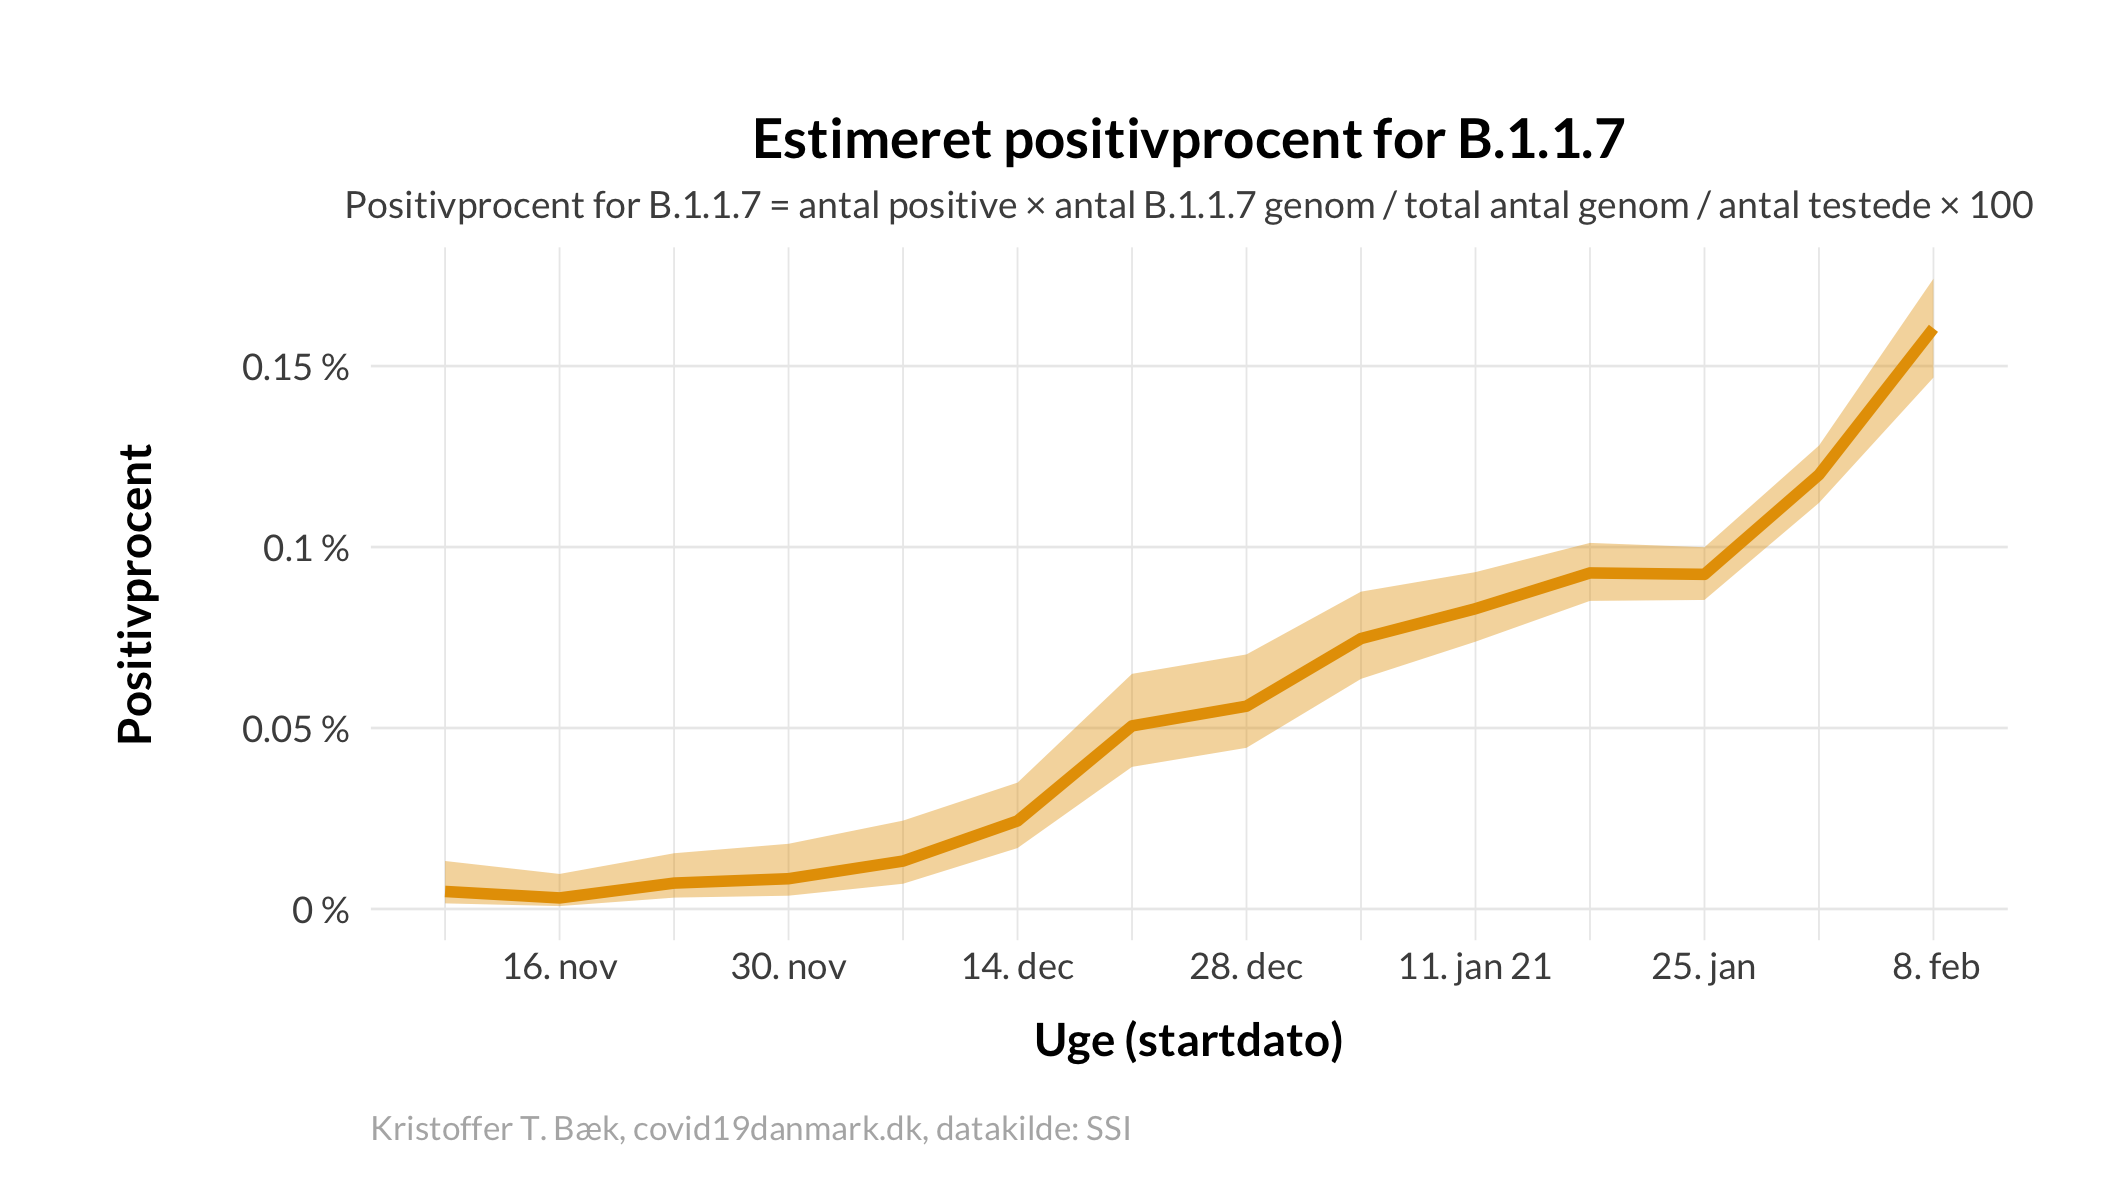 Estimeret positivprocent for B.1.1.7
Positivprocent for B.1.1.7 = antal positive × antal B.1.1.7 genom / total antal genom / antal testede × 100
Positivprocent
0.15 %
0.1 %
0.05 %
0 %
16. nov 30. nov 14. dec 28. dec 11. jan 21 25. jan 8. feb
Uge (startdato)
Kristoffer T. Bæk, covid19danmark.dk, datakilde: SSI